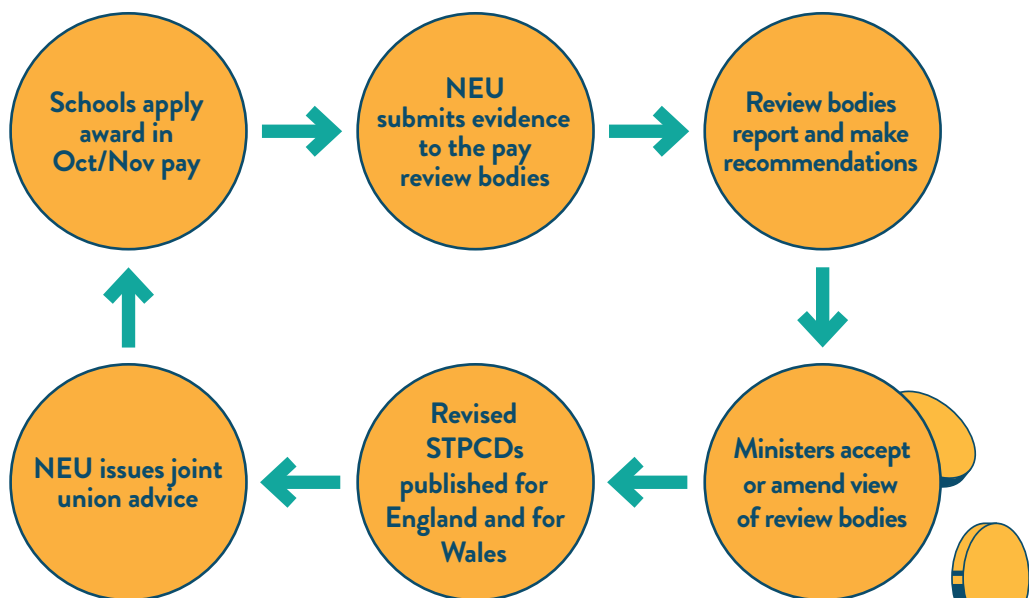 Schools apply
award in
Oct/Nov pay
NEU
submits evidence
to the pay
review bodies
Review bodies
report and make
recommendations
Ministers accept
or amend view
of review bodies
Revised
STPCDs
published for
England and for
Wales
NEU issues joint
union advice